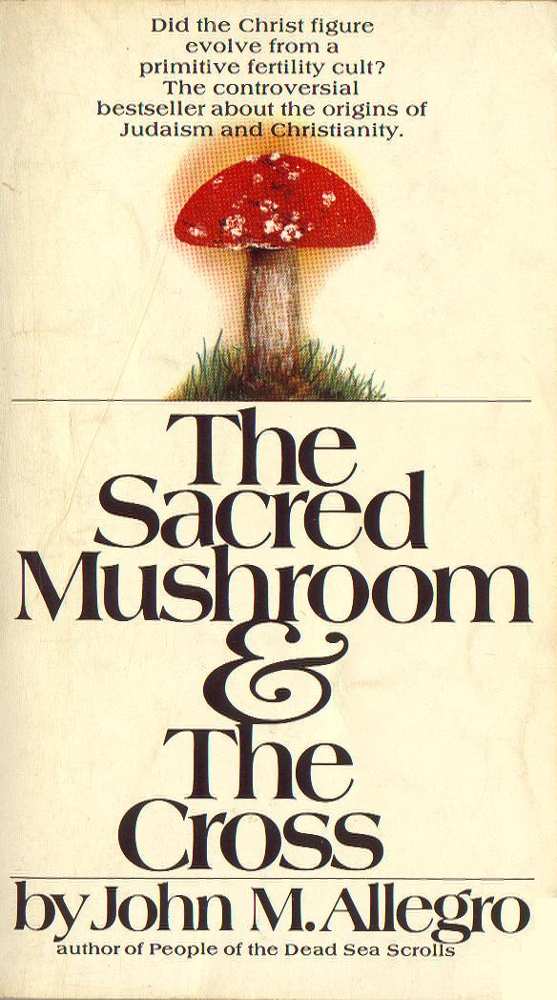 Did the Christ figure
evolve from a
primitive fertility cult?
The controversial
bestseller about the origins of
Judaism and Christianity.
The
Sacred
Mushroom
&
The
Cross
by John M. Allegro
author of People of the Dead Sea Scrolls